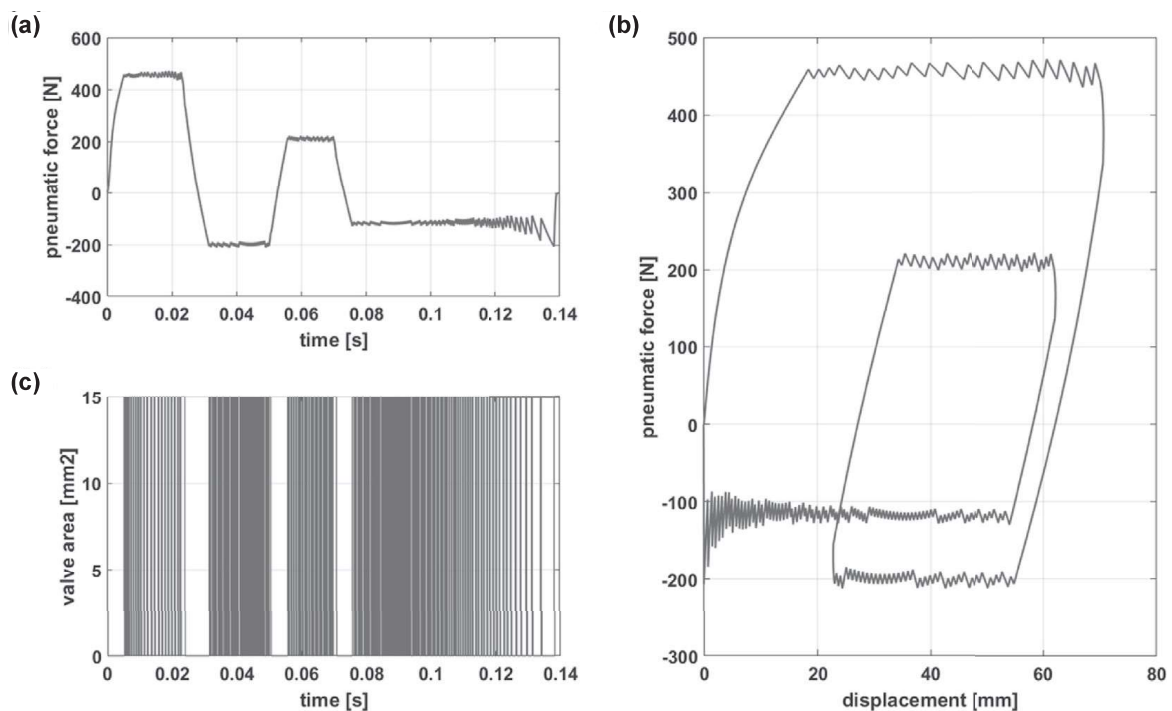 (a)
600
400
200
0
-200
-400
pneumatic force [N]
0 0.02 0.04 0.06 0.08 0.1 0.12 0.14
time [s]
(b)
500
400
300
200
100
0
-100
-200
-300
pneumatic force [N]
0 20 40 60 80
displacement [mm]
(c)
15
10
5
0
valve area [mm2]
0 0.02 0.04 0.06 0.08 0.1 0.12 0.14
time [s]